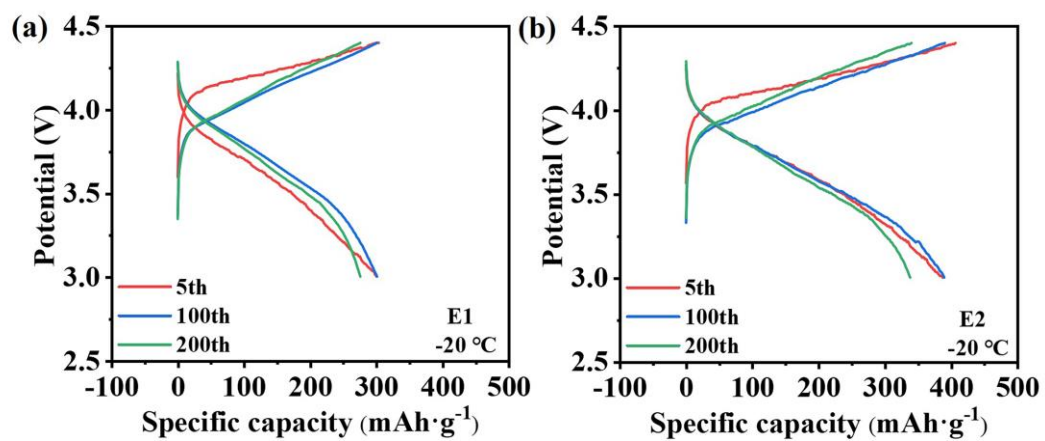 (a)
4.5
4.0
3.5
3.0
2.5
Potential (V)
5th
100th
200th
E1
-20 ℃
-100 0 100 200 300 400 500
Specific capacity (mAh·g⁻¹)
(b)
4.5
4.0
3.5
3.0
2.5
Potential (V)
5th
100th
200th
E2
-20 ℃
-100 0 100 200 300 400 500
Specific capacity (mAh·g⁻¹)